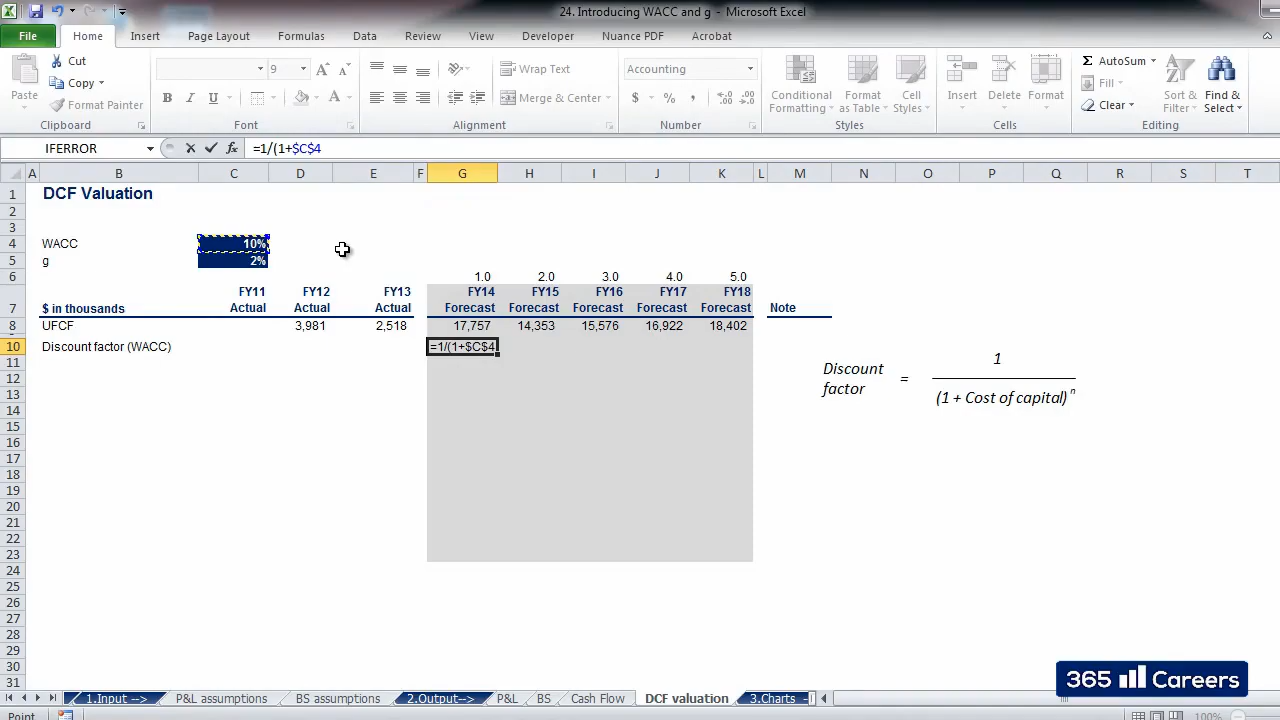 24. Introducing WACC and g - Microsoft Excel
File Home Insert Page Layout Formulas Data Review View Developer Nuance PDF Acrobat
Paste Cut Copy Format Painter Clipboard
9 A A B I U A Font
Wrap Text Merge & Center Alignment
Accounting $ % , Number
Conditional Formatting Format as Table Cell Styles Styles
Insert Delete Format Cells
Σ AutoSum Fill Clear Sort & Filter Find & Select Editing
IFERROR fx =1/(1+$C$4
A B C D E F G H I J K L M N O P Q R S T
1 DCF Valuation
2
3
4 WACC 10%
5 g 2%
6 1.0 2.0 3.0 4.0 5.0
FY11 FY12 FY13 FY14 FY15 FY16 FY17 FY18
7 $ in thousands Actual Actual Actual Forecast Forecast Forecast Forecast Forecast Note
8 UFCF 3,981 2,518 17,757 14,353 15,576 16,922 18,402
10 Discount factor (WACC) =1/(1+$C$4
11
12
13
14
15
16
17
18
19
20
21
22
23
24
25
26
27
28
29
30
31
Discount factor = 1
(1 + Cost of capital) n
365 Careers
1.Input --> P&L assumptions BS assumptions 2.Output--> P&L BS Cash Flow DCF valuation 3.Charts -
Point 100%